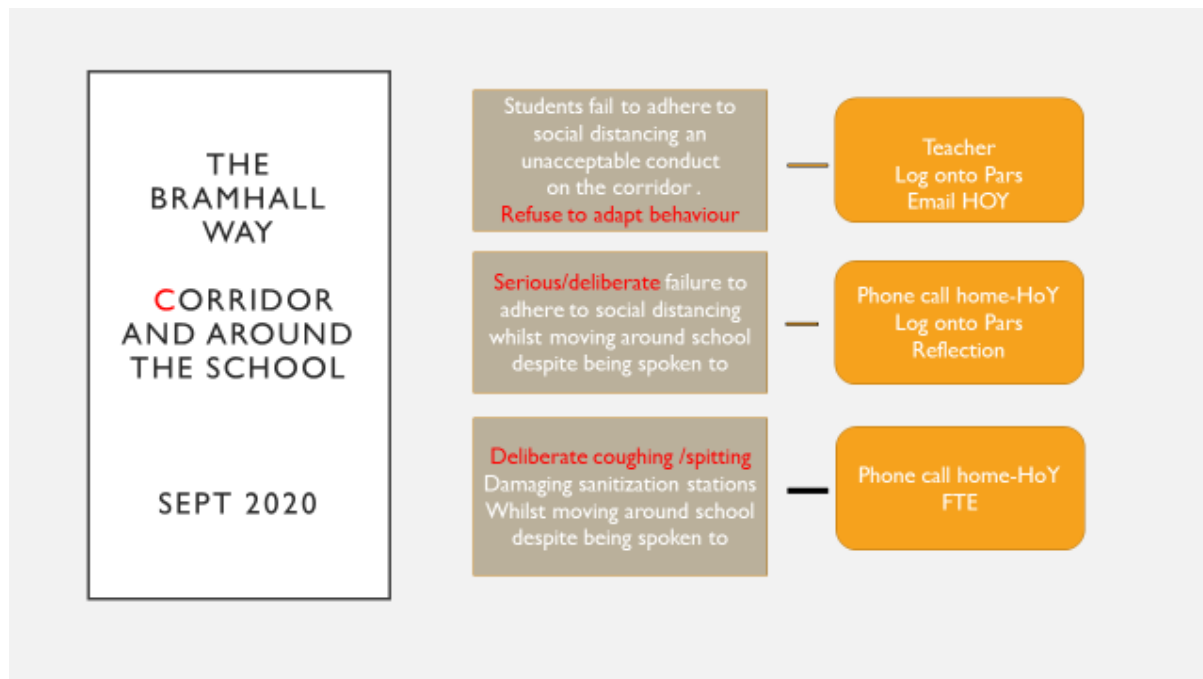 THE
BRAMHALL
WAY
CORRIDOR
AND AROUND
THE SCHOOL
SEPT 2020
Students fail to adhere to
social distancing an
unacceptable conduct
on the corridor .
Refuse to adapt behaviour
Teacher
Log onto Pars
Email HOY
Serious/deliberate failure to
adhere to social distancing
whilst moving around school
despite being spoken to
Phone call home-HoY
Log onto Pars
Reflection
Deliberate coughing /spitting
Damaging sanitization stations
Whilst moving around school
despite being spoken to
Phone call home-HoY
FTE